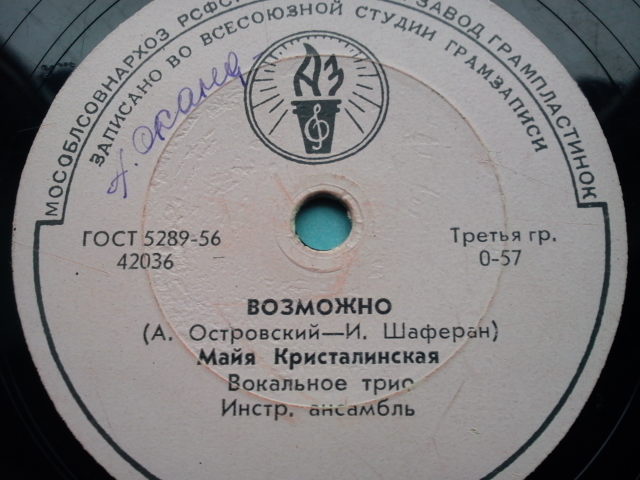 МОСОБЛСОВНАРХОЗ РСФС ЗАВОД ГРАМПЛАСТИНОК
ЗАПИСАНО ВО ВСЕСОЮЗНОЙ СТУДИИ ГРАМЗАПИСИ
АЗ
ГОСТ 5289-56
42036
Третья гр.
0-57
ВОЗМОЖНО
(А. Островский—И. Шаферан)
Майя Кристалинская
Вокальное трио
Инстр. ансамбль